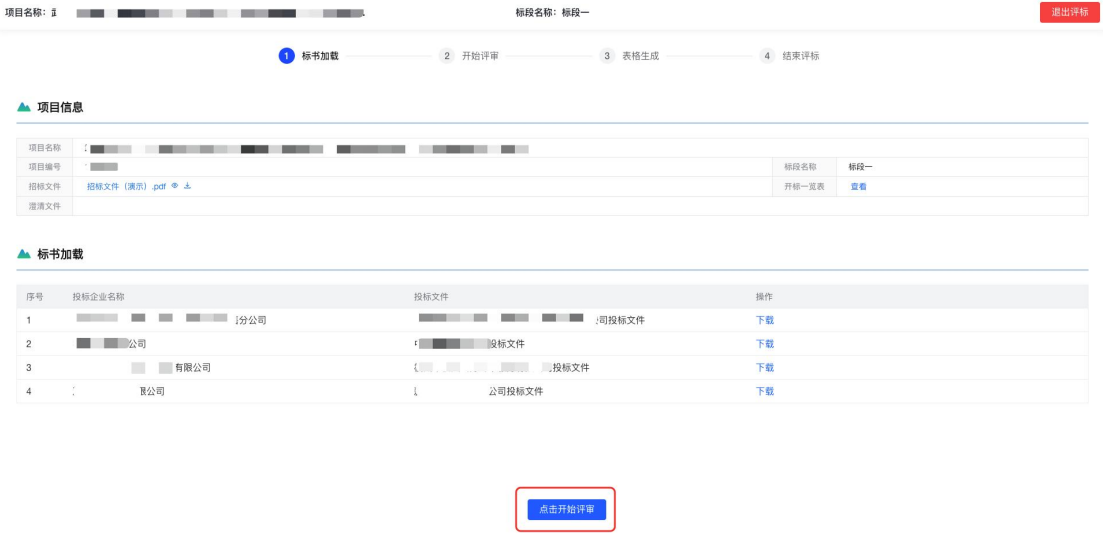 项目名称：
标段名称：标段一
退出评标
1 标书加载
2 开始评审
3 表格生成
4 结束评标
项目信息
项目名称
项目编号
标段名称 标段一
招标文件 招标文件（演示）.pdf
开标一览表 查看
澄清文件
标书加载
序号 投标企业名称 投标文件 操作
1 分公司 司投标文件 下载
2 公司 投标文件 下载
3 有限公司 投标文件 下载
4 限公司 公司投标文件 下载
点击开始评审